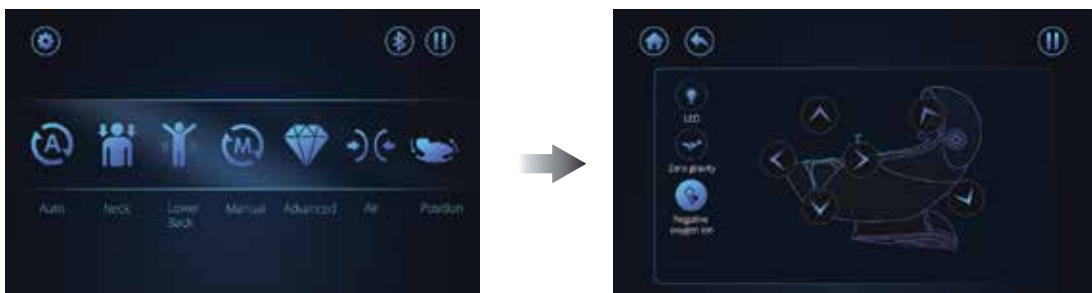 A
M
Auto
Neck
Lower
Back
Manual
Advanced
Air
Position
LED
Zero gravity
Negative
oxygen ion